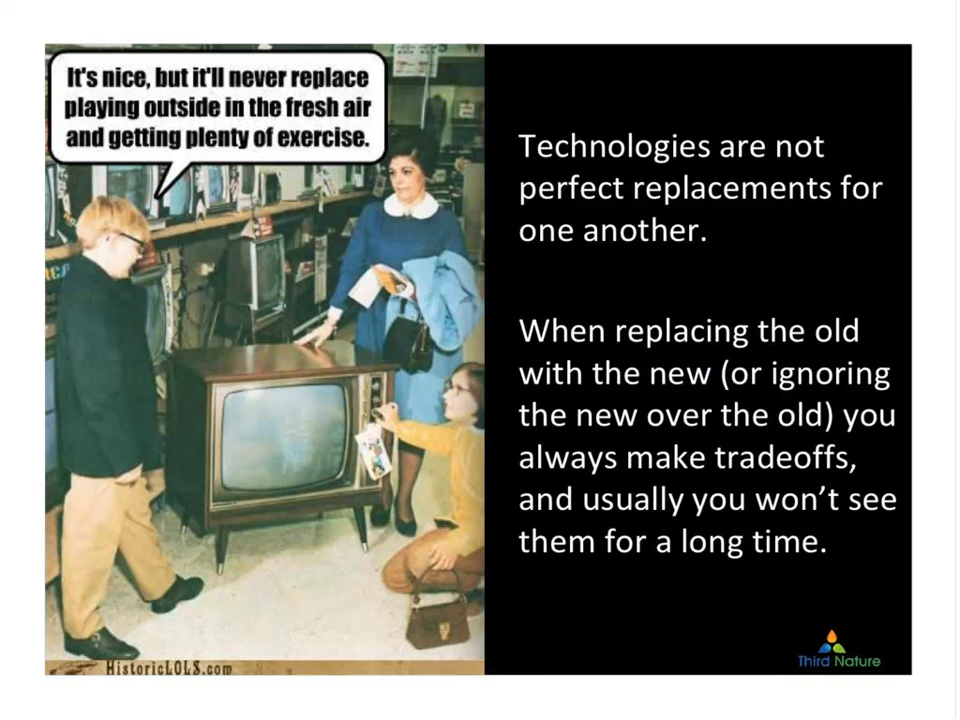 It's nice, but it'll never replace
playing outside in the fresh air
and getting plenty of exercise.
Technologies are not
perfect replacements for
one another.
When replacing the old
with the new (or ignoring
the new over the old) you
always make tradeoffs,
and usually you won’t see
them for a long time.
HistoricLOLS.com
Third Nature